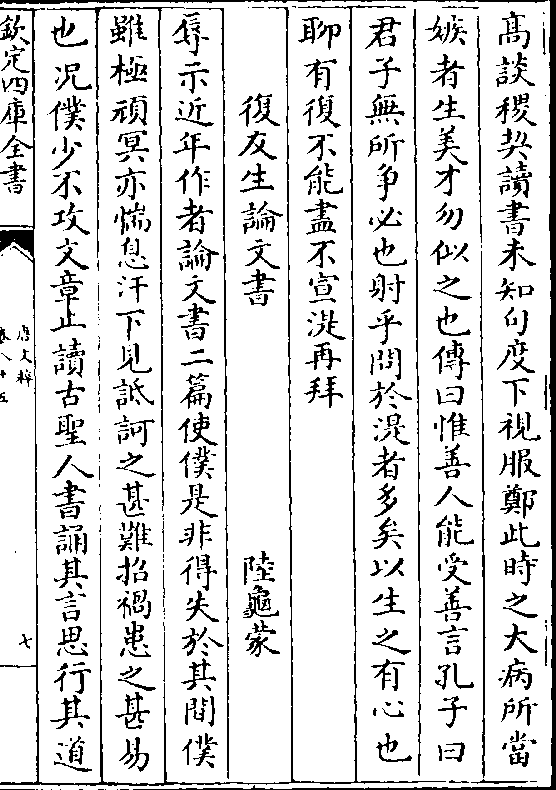 高談稷契讀書未知句度下視服鄭此時之大病所當
嫉者生美才勿似之也傳曰惟善人能受善言孔子曰
君子無所爭必也射乎問於湜者多矣以生之有心也
聊有復不能盡不宣湜再拜
復友生論文書　陸龜蒙
辱示近年作者論文書二篇使僕是非得失於其間僕
雖極頑冥亦惴息汗下見詆訶之甚難招禍患之甚易
也況僕少不攻文章止讀古聖人書誦其言思行其道
欽定四庫全書
唐文粹
卷八十五
七